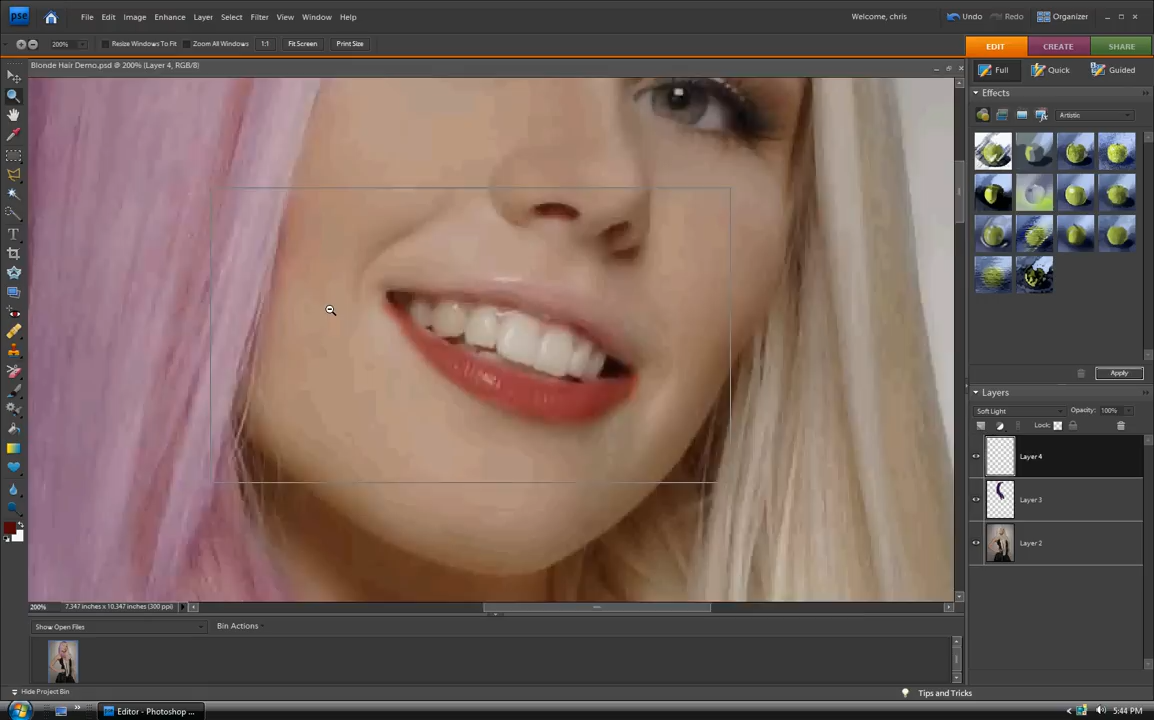 pse File Edit Image Enhance Layer Select Filter View Window Help Welcome, chris Undo Redo Organizer
200% Resize Windows To Fit Zoom All Windows 1:1 Fit Screen Print Size EDIT CREATE SHARE
Blonde Hair Demo.psd @ 200% (Layer 4, RGB/8)
Full Quick Guided
Effects
Artistic
Apply
Layers
Soft Light Opacity: 100%
Lock:
Layer 4
Layer 3
Layer 2
200% 7.347 inches x 10.347 inches (300 ppi)
Show Open Files Bin Actions
Hide Project Bin Tips and Tricks
Editor - Photoshop ... 5:44 PM